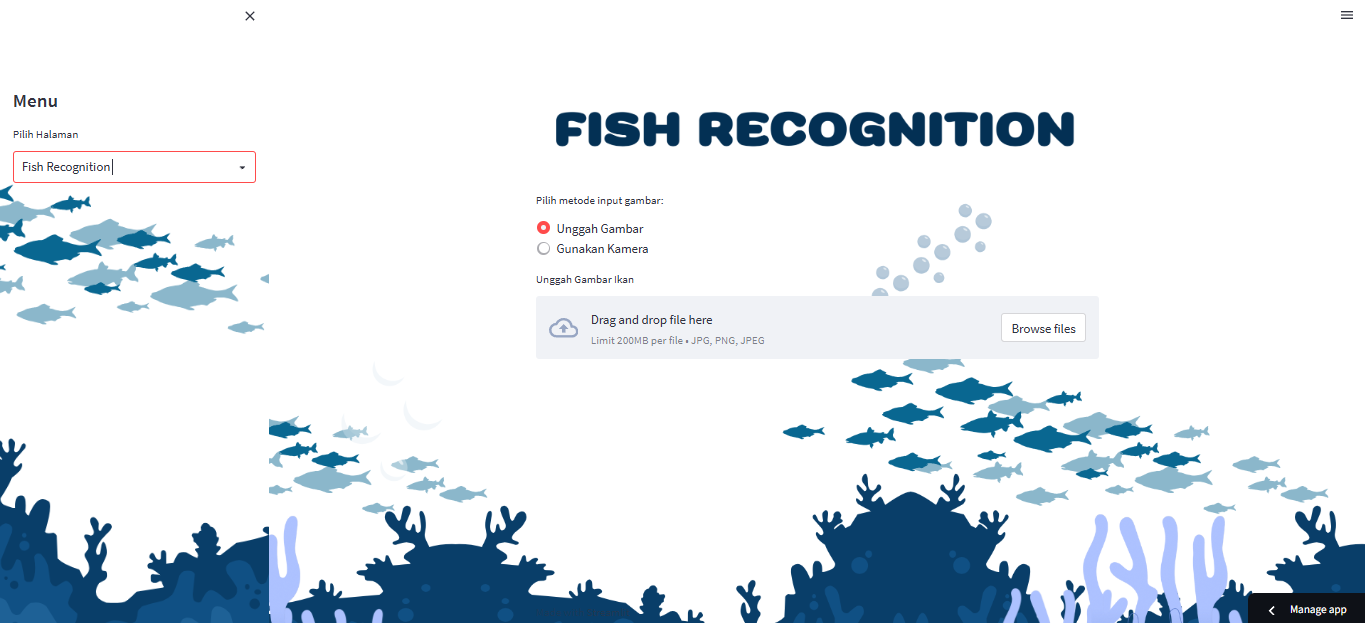 Menu
Pilih Halaman
Fish Recognition
FISH RECOGNITION
Pilih metode input gambar:
Unggah Gambar
Gunakan Kamera
Unggah Gambar Ikan
Drag and drop file here
Limit 200MB per file • JPG, PNG, JPEG
Browse files
Manage app